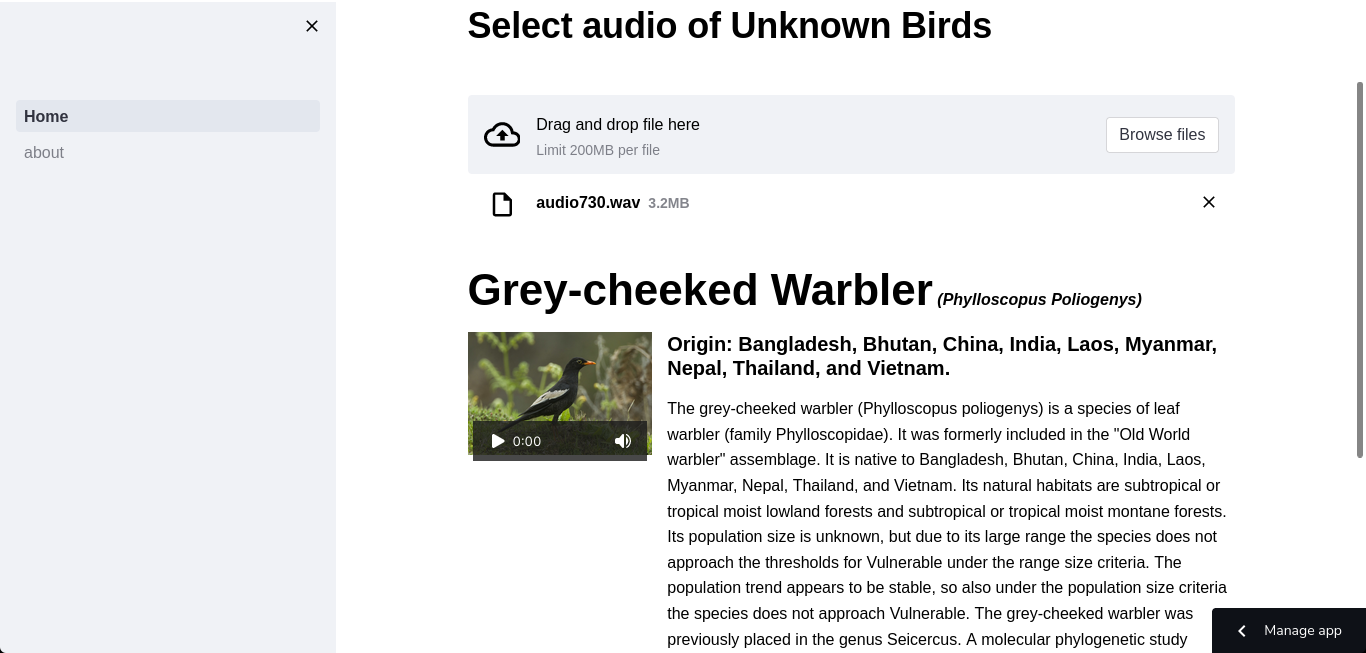 Select audio of Unknown Birds
Home
about
Drag and drop file here
Limit 200MB per file
Browse files
audio730.wav 3.2MB
Grey-cheeked Warbler (Phylloscopus Poliogenys)
0:00
Origin: Bangladesh, Bhutan, China, India, Laos, Myanmar,
Nepal, Thailand, and Vietnam.
The grey-cheeked warbler (Phylloscopus poliogenys) is a species of leaf
warbler (family Phylloscopidae). It was formerly included in the "Old World
warbler" assemblage. It is native to Bangladesh, Bhutan, China, India, Laos,
Myanmar, Nepal, Thailand, and Vietnam. Its natural habitats are subtropical or
tropical moist lowland forests and subtropical or tropical moist montane forests.
Its population size is unknown, but due to its large range the species does not
approach the thresholds for Vulnerable under the range size criteria. The
population trend appears to be stable, so also under the population size criteria
the species does not approach Vulnerable. The grey-cheeked warbler was
previously placed in the genus Seicercus. A molecular phylogenetic study
Manage app